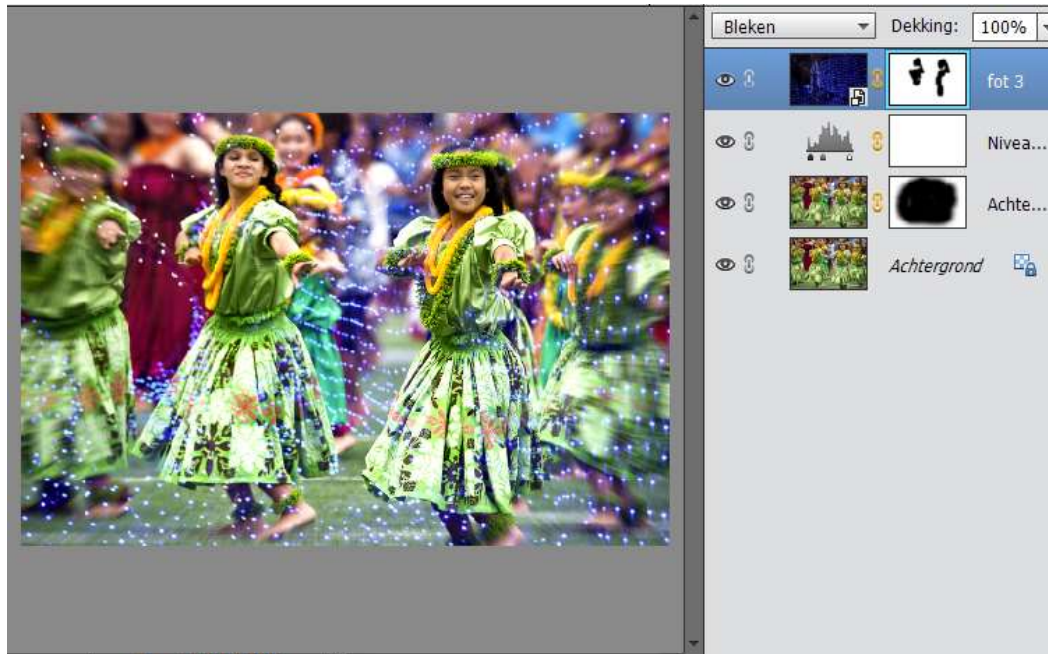 Bleken Dekking: 100%
fot 3
Nivea...
Achte...
Achtergrond